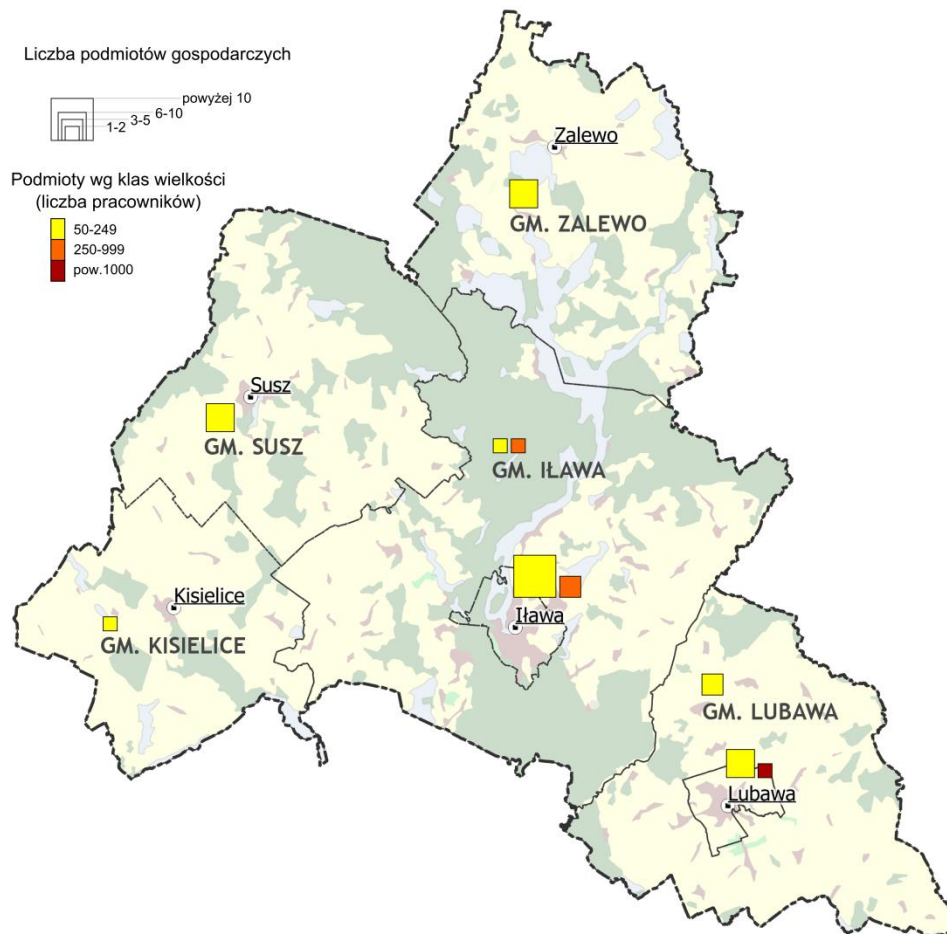 Liczba podmiotów gospodarczych
powyżej 10
6-10
3-5
1-2
Podmioty wg klas wielkości
(liczba pracowników)
50-249
250-999
pow.1000
Zalewo
GM. ZALEWO
Susz
GM. SUSZ
GM. IŁAWA
Kisielice
GM. KISIELICE
Iława
GM. LUBAWA
Lubawa